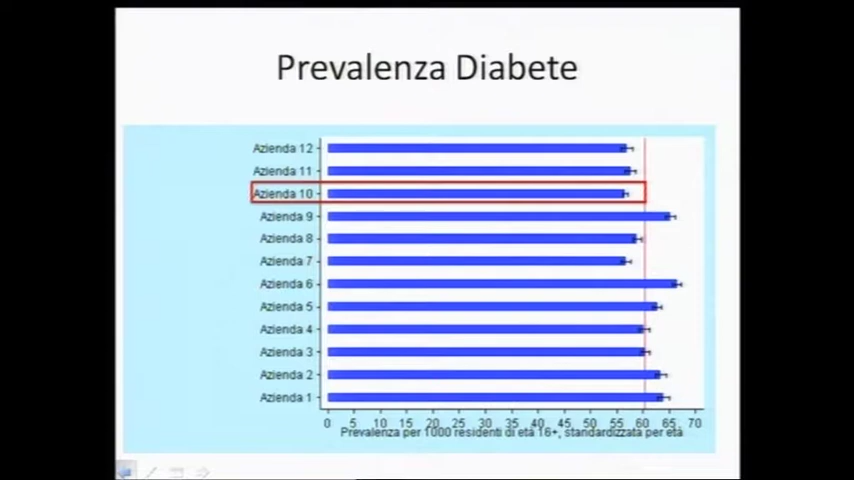 Prevalenza Diabete
Azienda 12
Azienda 11
Azienda 10
Azienda 9
Azienda 8
Azienda 7
Azienda 6
Azienda 5
Azienda 4
Azienda 3
Azienda 2
Azienda 1
0 5 10 15 20 25 30 35 40 45 50 55 60 65 70
Prevalenza per 1000 residenti di età 16+, standardizzata per età